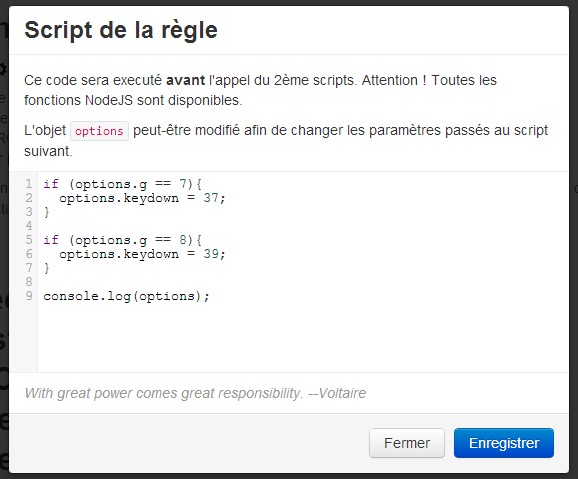 Script de la règle
Ce code sera executé avant l'appel du 2ème scripts. Attention ! Toutes les
fonctions NodeJS sont disponibles.
L'objet options peut-être modifié afin de changer les paramètres passés au script
suivant.
1 if (options.g == 7){
2   options.keydown = 37;
3 }
4
5 if (options.g == 8){
6   options.keydown = 39;
7 }
8
9 console.log(options);
With great power comes great responsibility. --Voltaire
Fermer Enregistrer